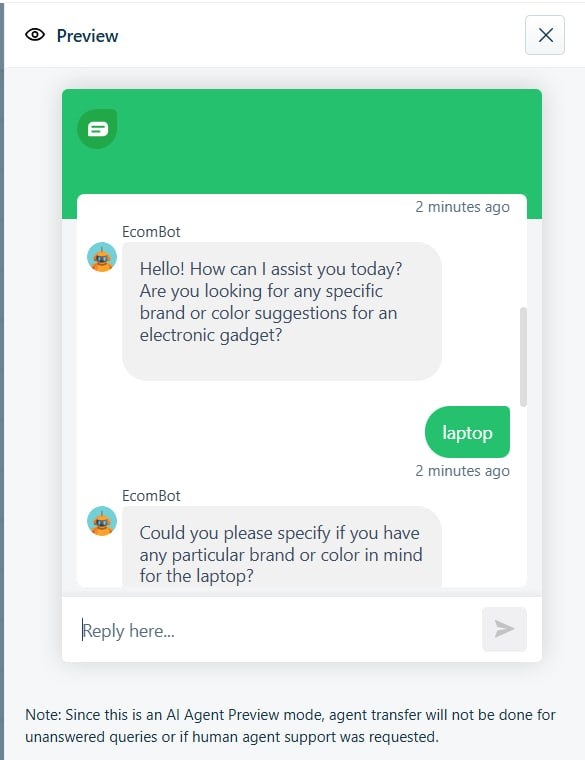 Preview
2 minutes ago
EcomBot
Hello! How can I assist you today?
Are you looking for any specific
brand or color suggestions for an
electronic gadget?
laptop
2 minutes ago
EcomBot
Could you please specify if you have
any particular brand or color in mind
for the laptop?
Reply here...
Note: Since this is an AI Agent Preview mode, agent transfer will not be done for
unanswered queries or if human agent support was requested.